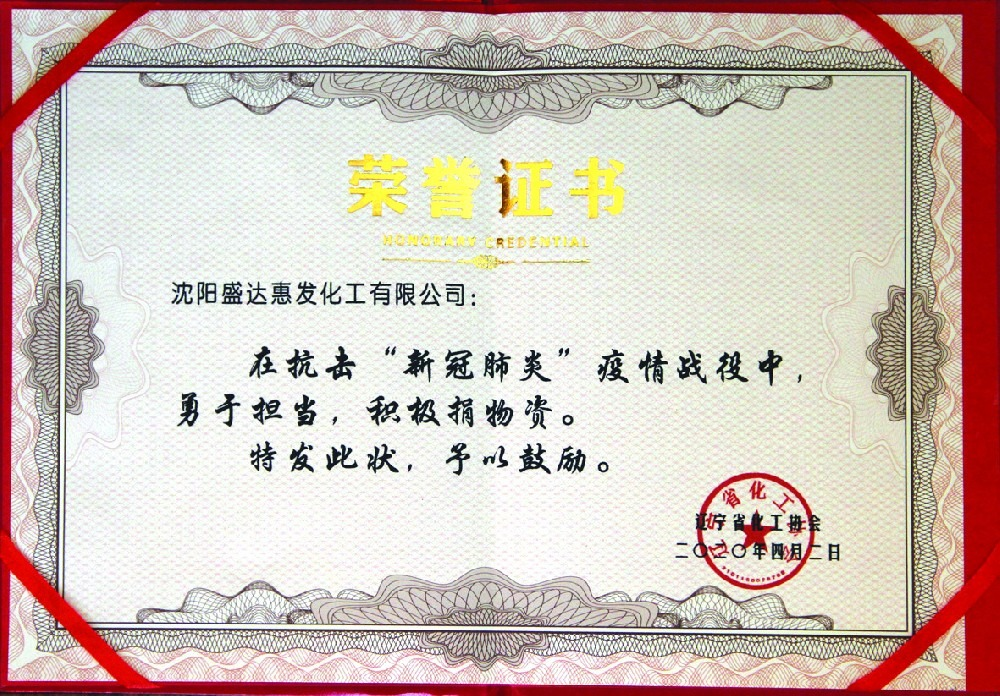 荣誉证书
HONORARY CREDENTIAL
沈阳盛达惠发化工有限公司：
在抗击“新冠肺炎”疫情战役中，
勇于担当，积极捐物资。
特发此状，予以鼓励。
辽宁省化工协会
二〇二〇年四月二日